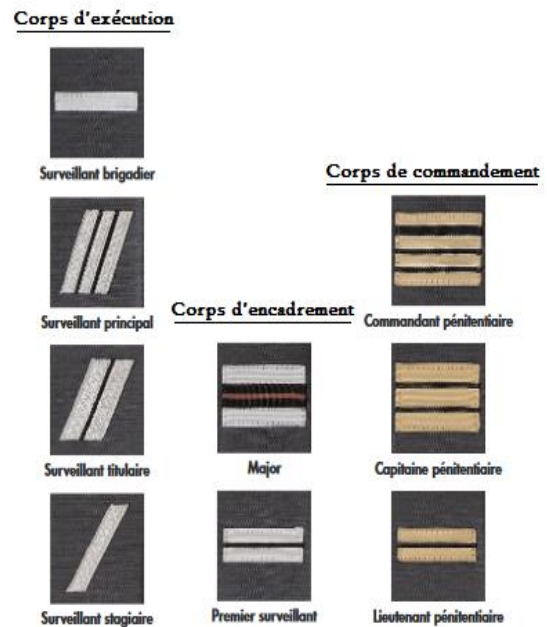 Corps d'exécution
Surveillant brigadier
Surveillant principal
Surveillant titulaire
Surveillant stagiaire
Corps d'encadrement
Major
Premier surveillant
Corps de commandement
Commandant pénitentiaire
Capitaine pénitentiaire
Lieutenant pénitentiaire